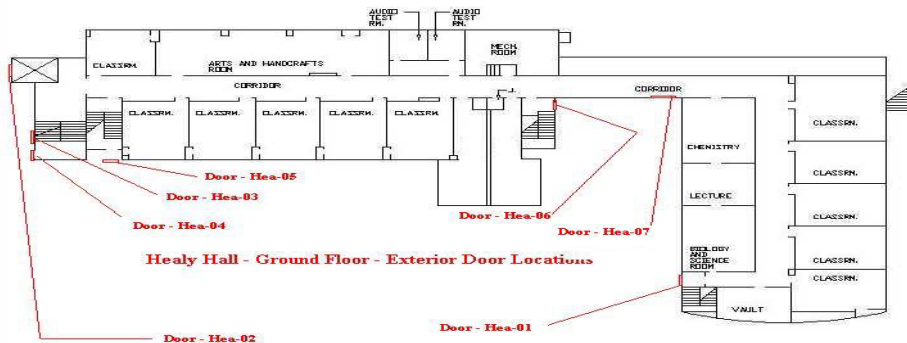 AUDIO
TEST
RM.
AUDIO
TEST
RM.
MECH.
ROOM
CLASSRM.
ARTS AND HANDCRAFTS
ROOM
CORRIDOR
CORRIDOR
CLASSRM.
CLASSRM.
CLASSRM.
CLASSRM.
CLASSRM.
CLASSRM.
CHEMISTRY
CLASSRM.
Door - Hea-05
Door - Hea-03
LECTURE
Door - Hea-04
Door - Hea-06
CLASSRM.
Door - Hea-07
BIOLOGY
AND
SCIENCE
ROOM
Healy Hall - Ground Floor - Exterior Door Locations
CLASSRM.
CLASSRM.
VAULT
Door - Hea-01
Door - Hea-02